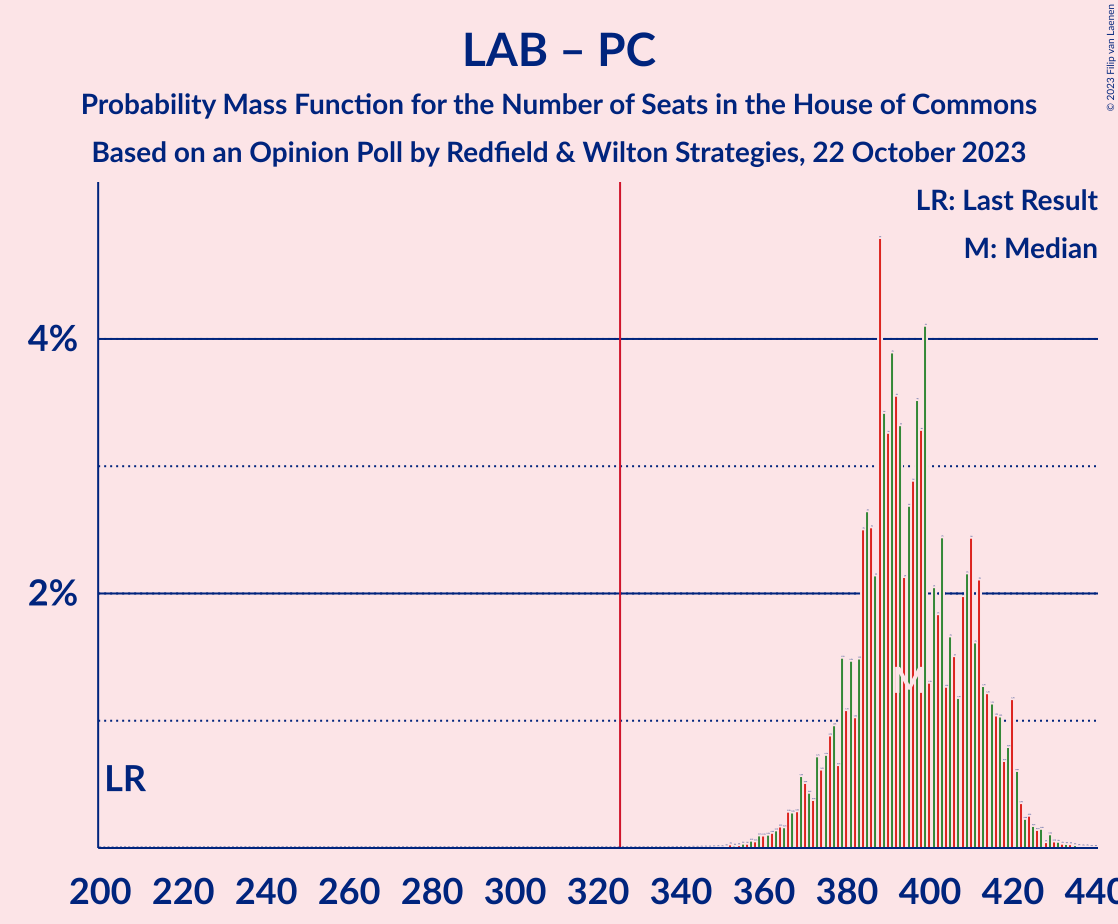 LAB – PC
Probability Mass Function for the Number of Seats in the House of Commons
Based on an Opinion Poll by Redfield & Wilton Strategies, 22 October 2023
© 2023 Filip van Laenen
LR: Last Result
M: Median
4%
2%
M
LR
200 220 240 260 280 300 320 340 360 380 400 420 440